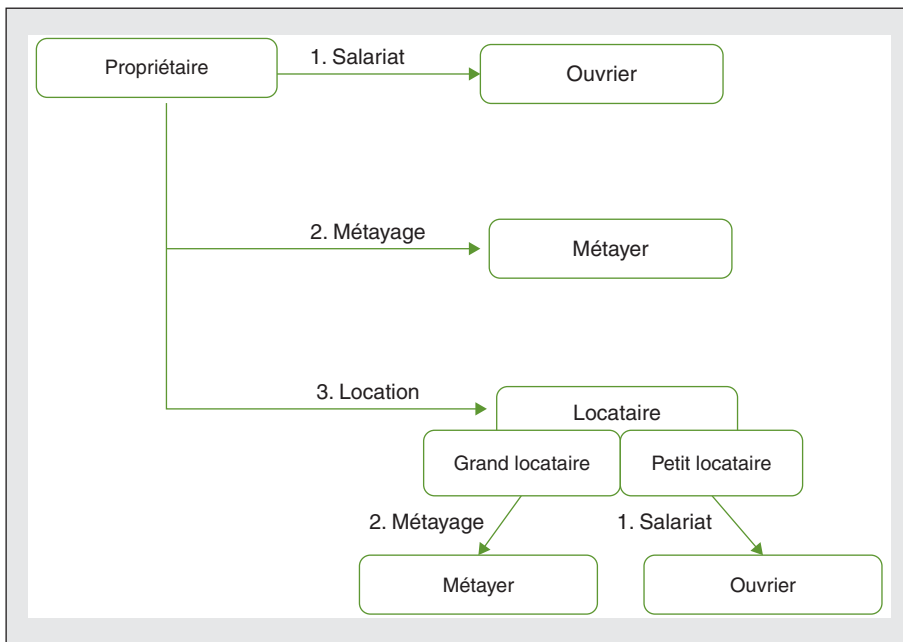 Propriétaire
1. Salariat
Ouvrier
2. Métayage
Métayer
3. Location
Locataire
Grand locataire
Petit locataire
2. Métayage
1. Salariat
Métayer
Ouvrier